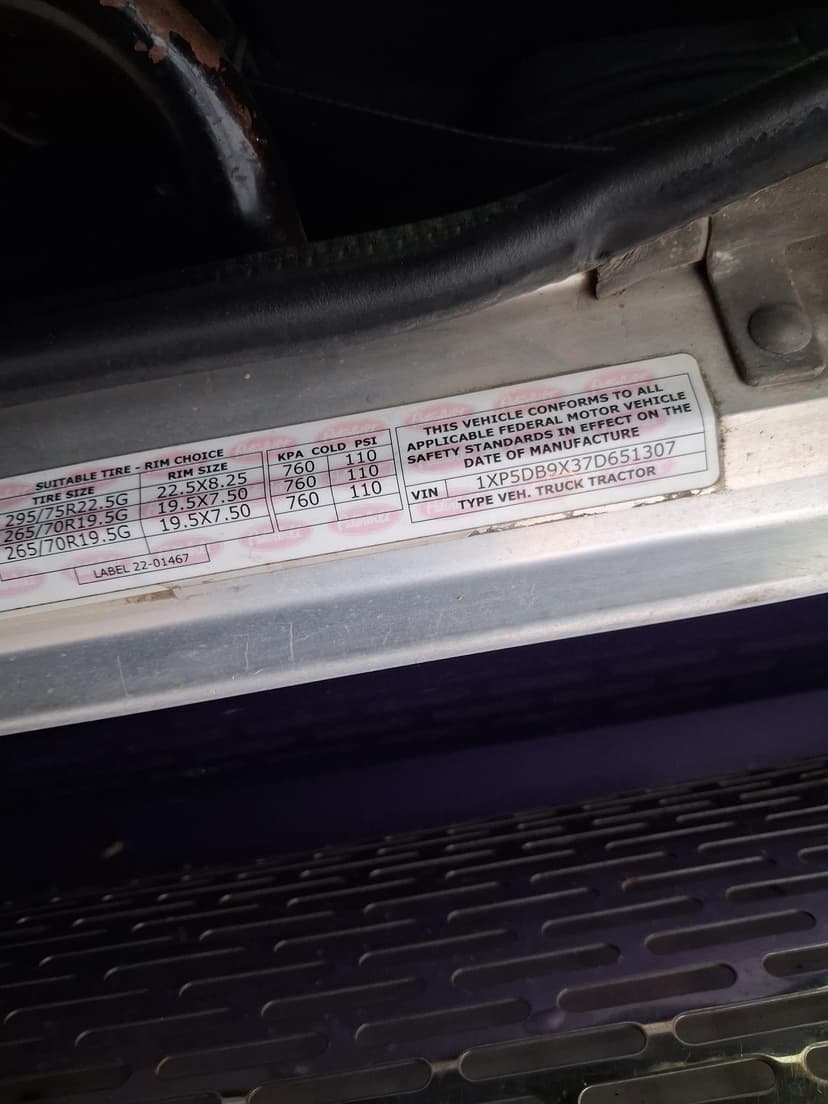 SUITABLE TIRE - RIM CHOICE
TIRE SIZE RIM SIZE KPA COLD PSI
295/75R22.5G 22.5X8.25 760 110
265/70R19.5G 19.5X7.50 760 110
265/70R19.5G 19.5X7.50 760 110
LABEL 22-01467
THIS VEHICLE CONFORMS TO ALL
APPLICABLE FEDERAL MOTOR VEHICLE
SAFETY STANDARDS IN EFFECT ON THE
DATE OF MANUFACTURE
VIN 1XP5DB9X37D651307
TYPE VEH. TRUCK TRACTOR